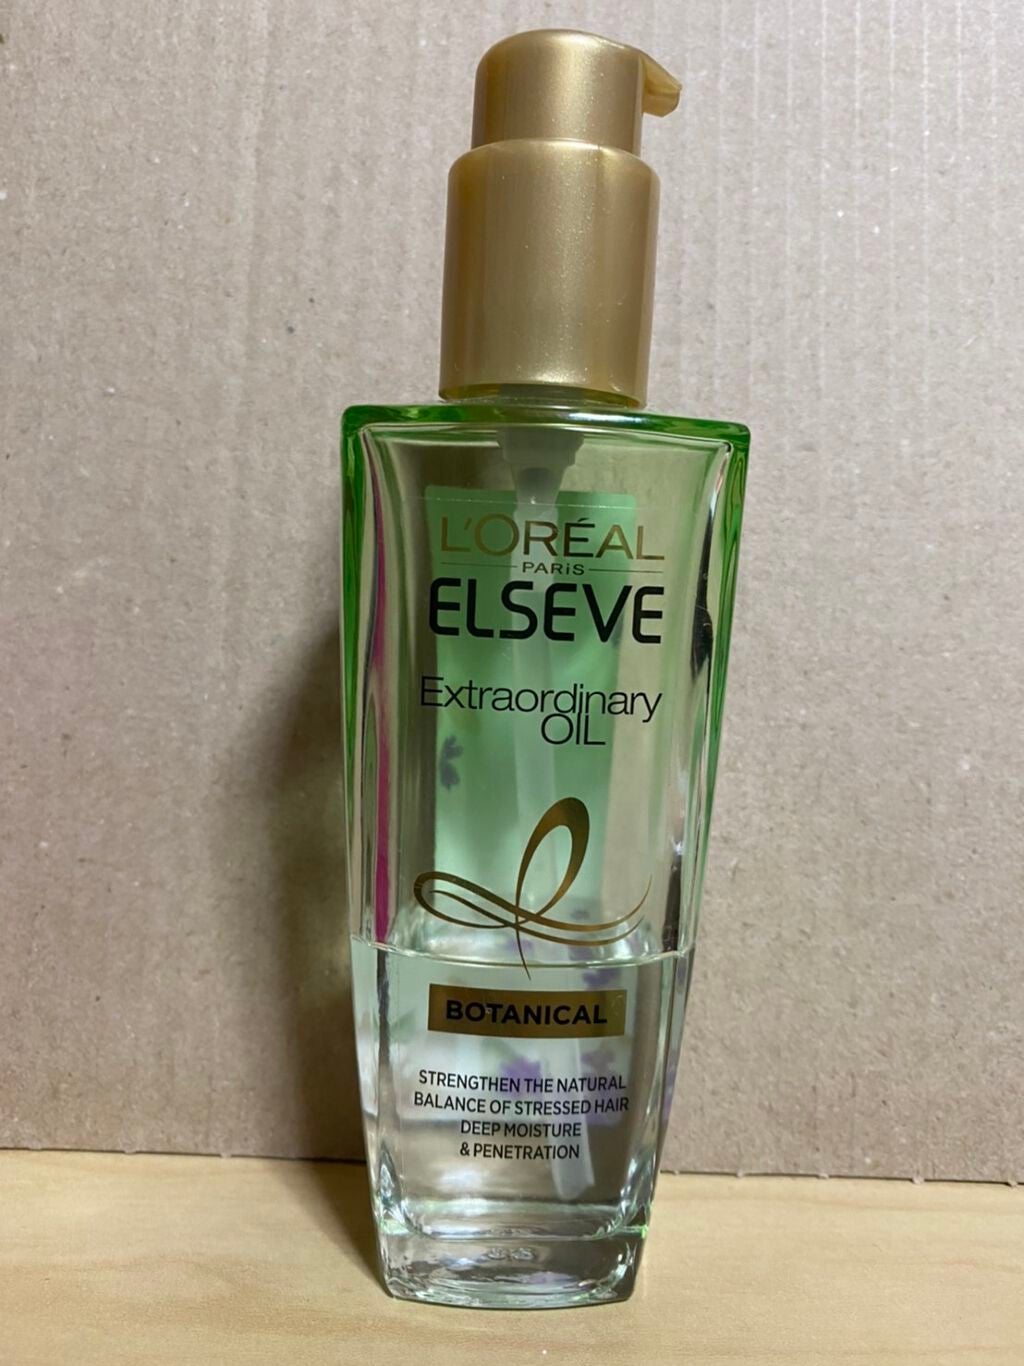 L'ORÉAL
PARiS
ELSEVE
Extraordinary
OIL
BOTANICAL
STRENGTHEN THE NATURAL
BALANCE OF STRESSED HAIR
DEEP MOISTURE
& PENETRATION